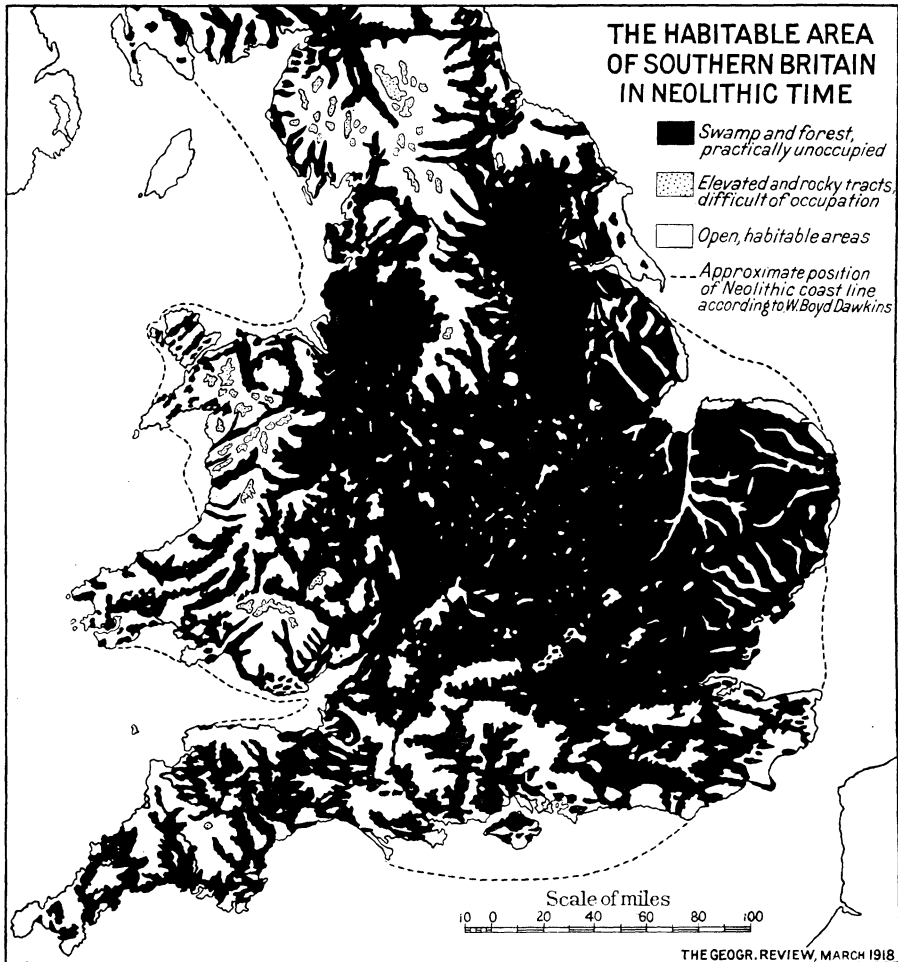 THE HABITABLE AREA
OF SOUTHERN BRITAIN
IN NEOLITHIC TIME
Swamp and forest,
practically unoccupied
Elevated and rocky tracts,
difficult of occupation
Open, habitable areas
Approximate position
of Neolithic coast line
according to W. Boyd Dawkins
Scale of miles
10 0 20 40 60 80 100
THE GEOGR. REVIEW, MARCH 1918